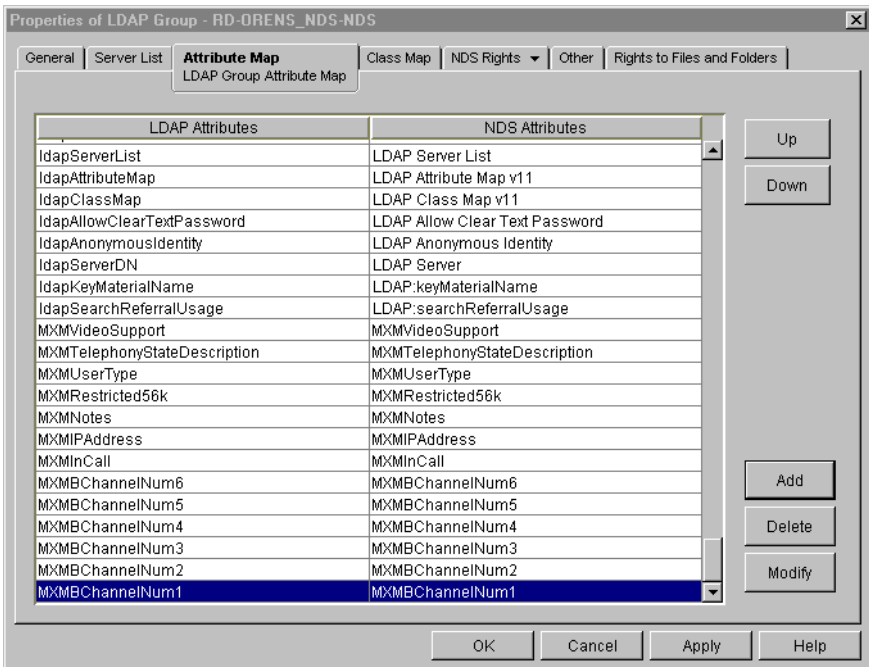 Properties of LDAP Group - RD-ORENS_NDS-NDS
General Server List Attribute Map Class Map NDS Rights Other Rights to Files and Folders
LDAP Group Attribute Map
LDAP Attributes NDS Attributes
ldapServerList LDAP Server List
ldapAttributeMap LDAP Attribute Map v11
ldapClassMap LDAP Class Map v11
ldapAllowClearTextPassword LDAP Allow Clear Text Password
ldapAnonymousIdentity LDAP Anonymous Identity
ldapServerDN LDAP Server
ldapKeyMaterialName LDAP:keyMaterialName
ldapSearchReferralUsage LDAP:searchReferralUsage
MXMVideoSupport MXMVideoSupport
MXMTelephonyStateDescription MXMTelephonyStateDescription
MXMUserType MXMUserType
MXMRestricted56k MXMRestricted56k
MXMNotes MXMNotes
MXMIPAddress MXMIPAddress
MXMInCall MXMInCall
MXMBChannelNum6 MXMBChannelNum6
MXMBChannelNum5 MXMBChannelNum5
MXMBChannelNum4 MXMBChannelNum4
MXMBChannelNum3 MXMBChannelNum3
MXMBChannelNum2 MXMBChannelNum2
MXMBChannelNum1 MXMBChannelNum1
Up
Down
Add
Delete
Modify
OK Cancel Apply Help